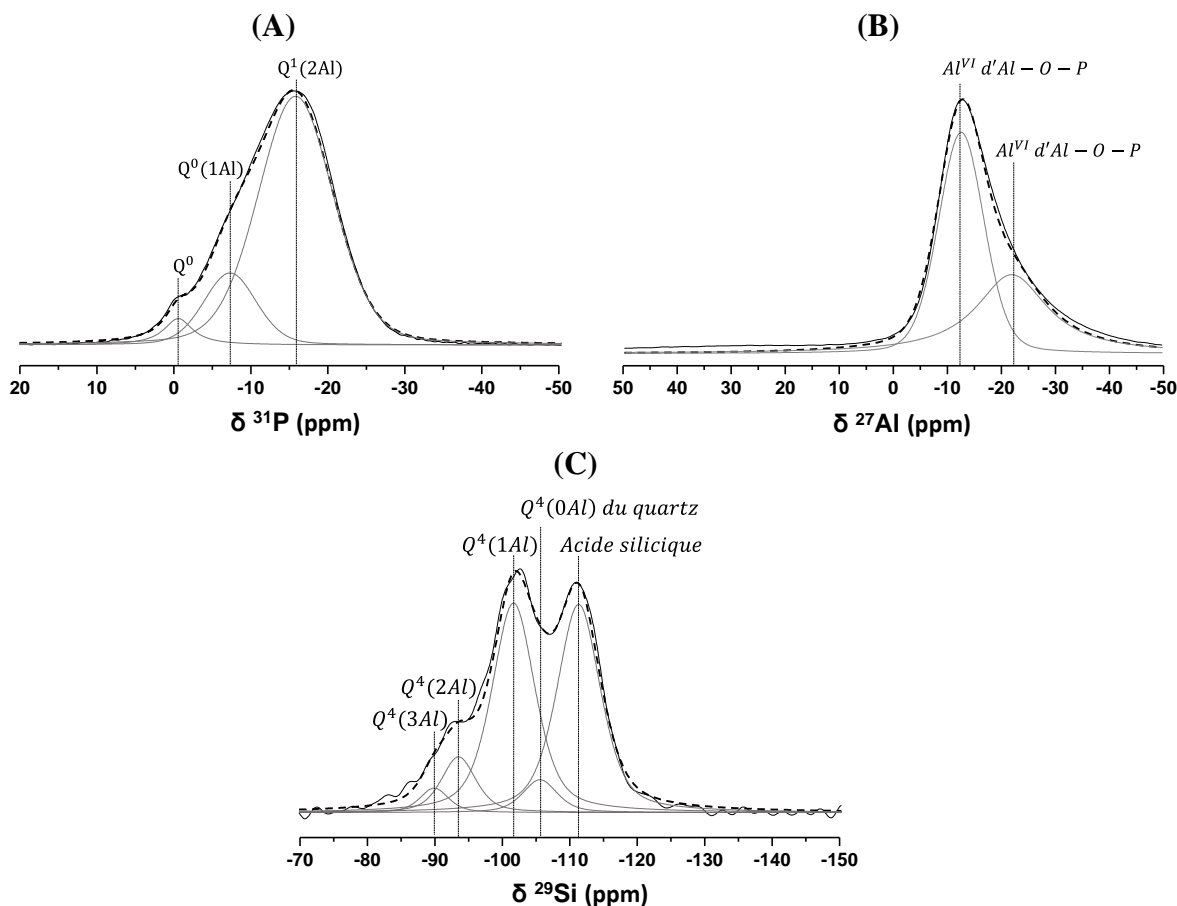 (A)
Q⁰
Q⁰(1Al)
Q¹(2Al)
20 10 0 -10 -20 -30 -40 -50
δ ³¹P (ppm)
(B)
Al^VI d'Al − O − P
Al^VI d'Al − O − P
50 40 30 20 10 0 -10 -20 -30 -40 -50
δ ²⁷Al (ppm)
(C)
Q⁴(0Al) du quartz
Q⁴(1Al) Acide silicique
Q⁴(2Al)
Q⁴(3Al)
-70 -80 -90 -100 -110 -120 -130 -140 -150
δ ²⁹Si (ppm)